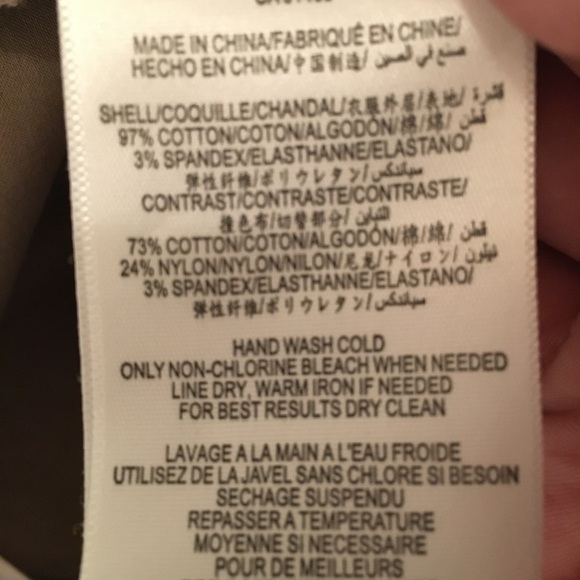 MADE IN CHINA/FABRIQUÉ EN CHINE/
HECHO EN CHINA/中国制造/ صنع في الصين
SHELL/COQUILLE/CHANDAL/衣服外层/表地/ قشرة
97% COTTON/COTON/ALGODÓN/棉/綿/ قطن
3% SPANDEX/ELASTHANNE/ELASTANO/
弹性纤维/ポリウレタン/ سباندكس
CONTRAST/CONTRASTE/CONTRASTE/
撞色布/切替部分/ التباين
73% COTTON/COTON/ALGODÓN/棉/綿/ قطن
24% NYLON/NYLON/NILON/尼龙/ナイロン/ نيلون
3% SPANDEX/ELASTHANNE/ELASTANO/
弹性纤维/ポリウレタン/ سباندكس
HAND WASH COLD
ONLY NON-CHLORINE BLEACH WHEN NEEDED
LINE DRY, WARM IRON IF NEEDED
FOR BEST RESULTS DRY CLEAN
LAVAGE A LA MAIN A L'EAU FROIDE
UTILISEZ DE LA JAVEL SANS CHLORE SI BESOIN
SECHAGE SUSPENDU
REPASSER A TEMPERATURE
MOYENNE SI NECESSAIRE
POUR DE MEILLEURS